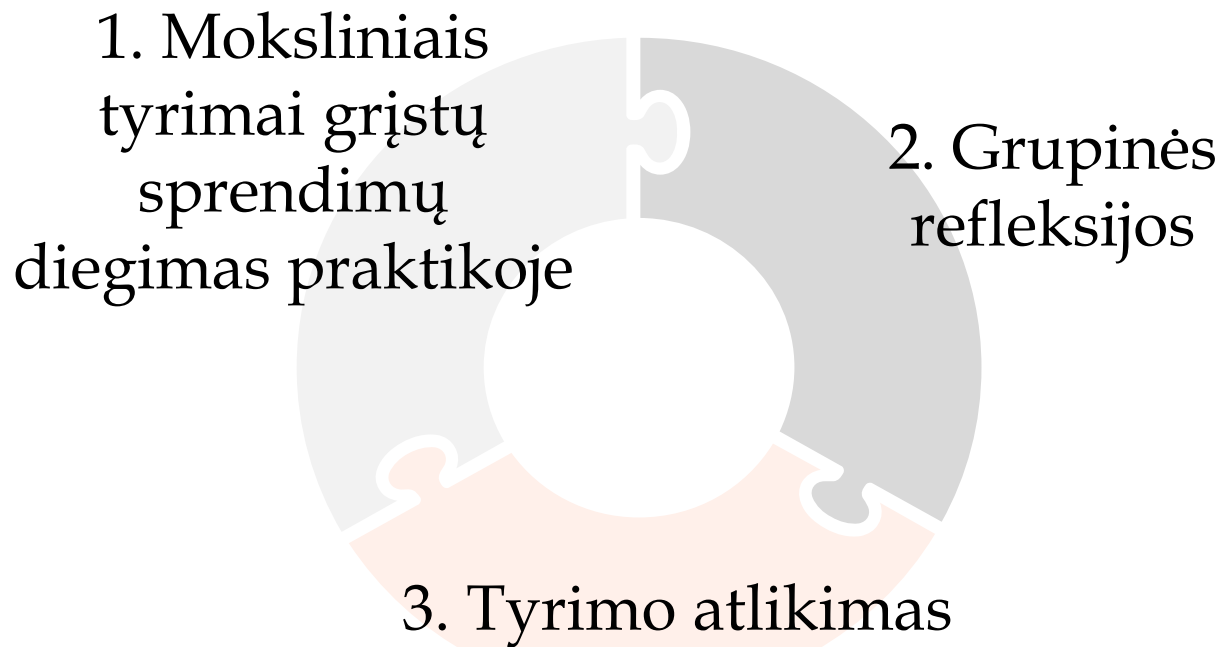 1. Moksliniais
tyrimai grįstų
sprendimų
diegimas praktikoje
2. Grupinės
refleksijos
3. Tyrimo atlikimas